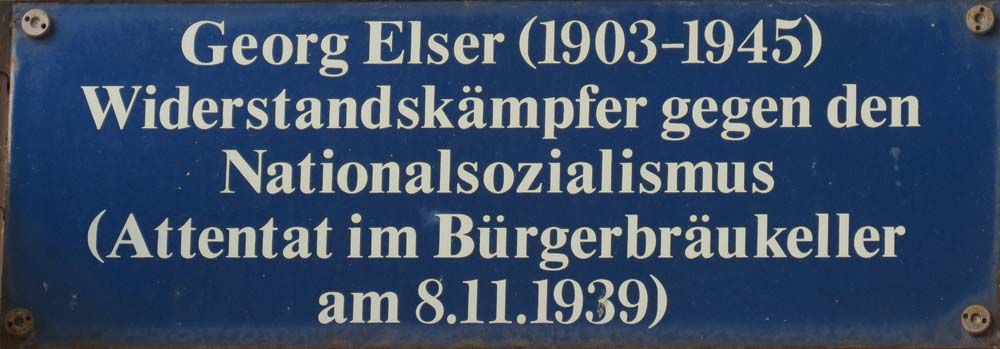 Georg Elser (1903–1945)
Widerstandskämpfer gegen den
Nationalsozialismus
(Attentat im Bürgerbräukeller
am 8.11.1939)